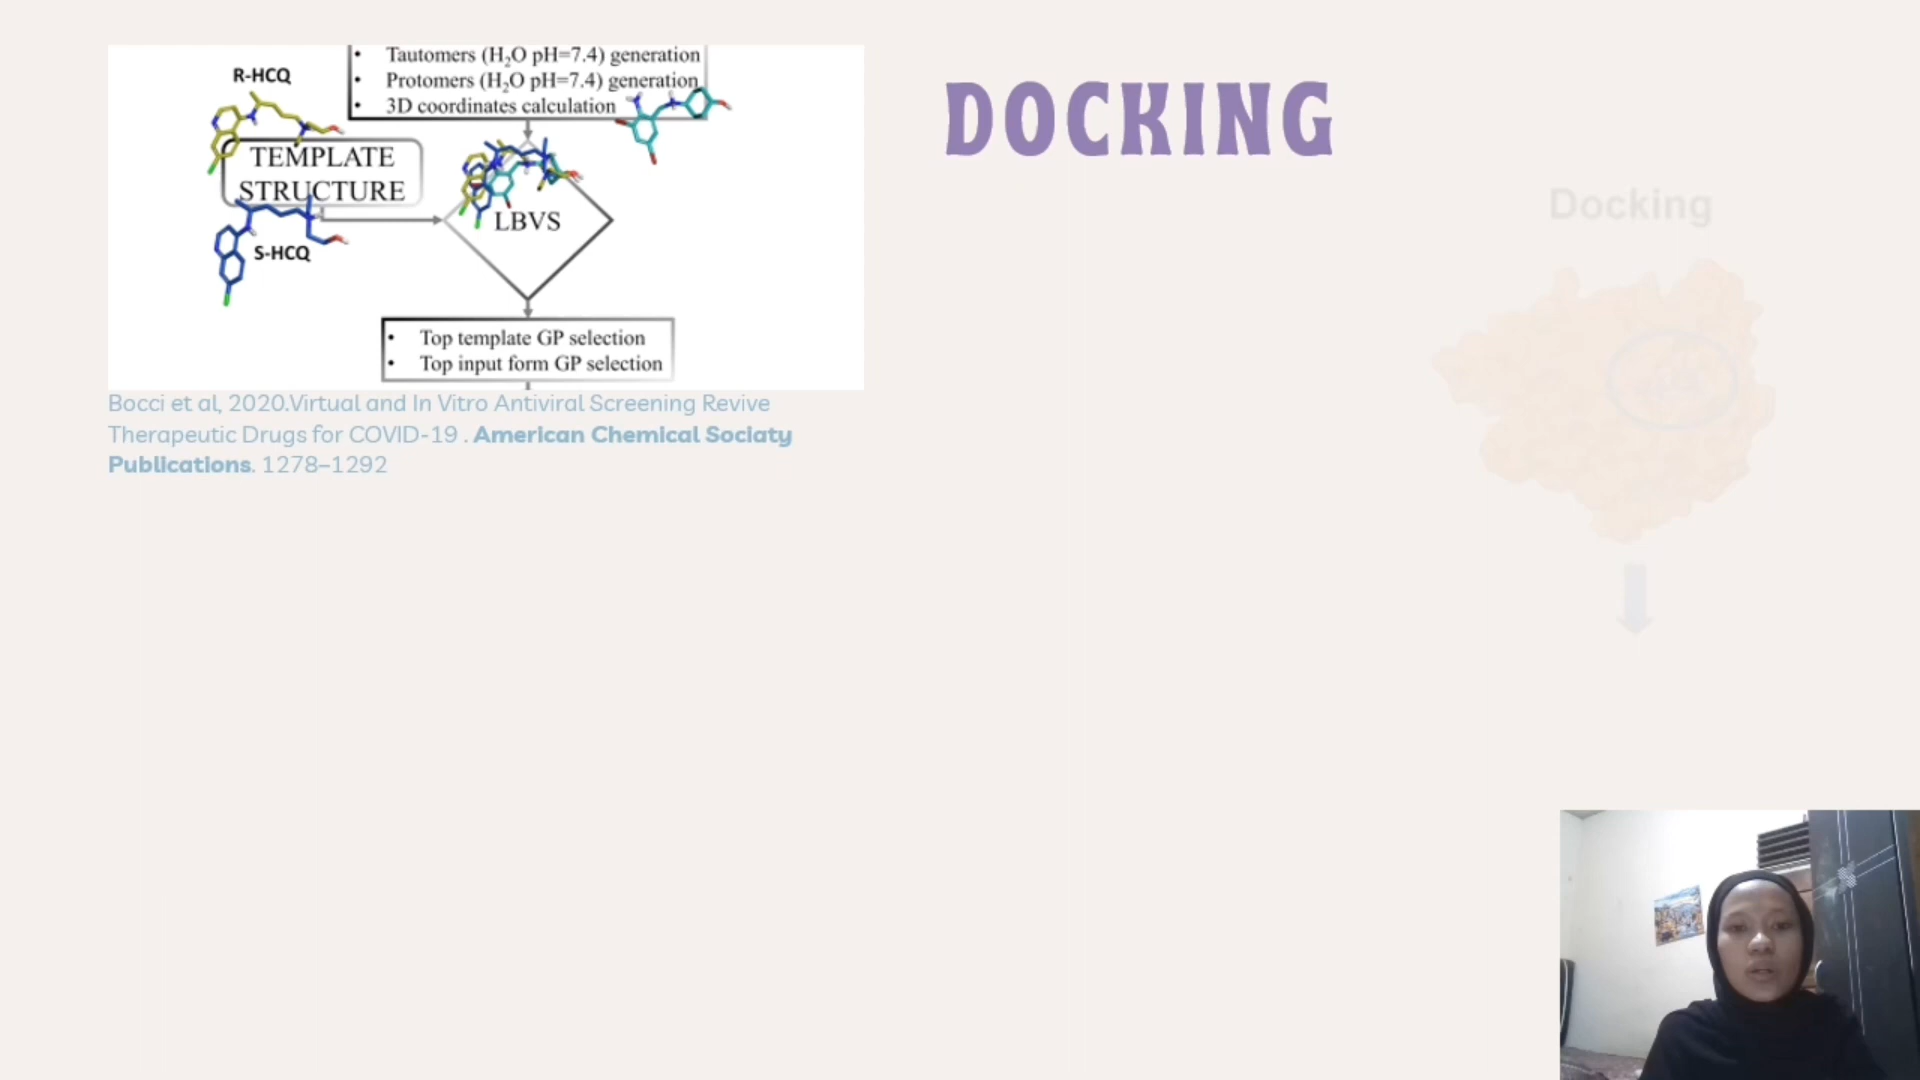 • Tautomers (H₂O pH=7.4) generation
• Protomers (H₂O pH=7.4) generation
• 3D coordinates calculation
R-HCQ
TEMPLATE
STRUCTURE
S-HCQ
LBVS
• Top template GP selection
• Top input form GP selection
Bocci et al, 2020.Virtual and In Vitro Antiviral Screening Revive
Therapeutic Drugs for COVID-19 . American Chemical Sociaty
Publications. 1278–1292
DOCKING
Docking